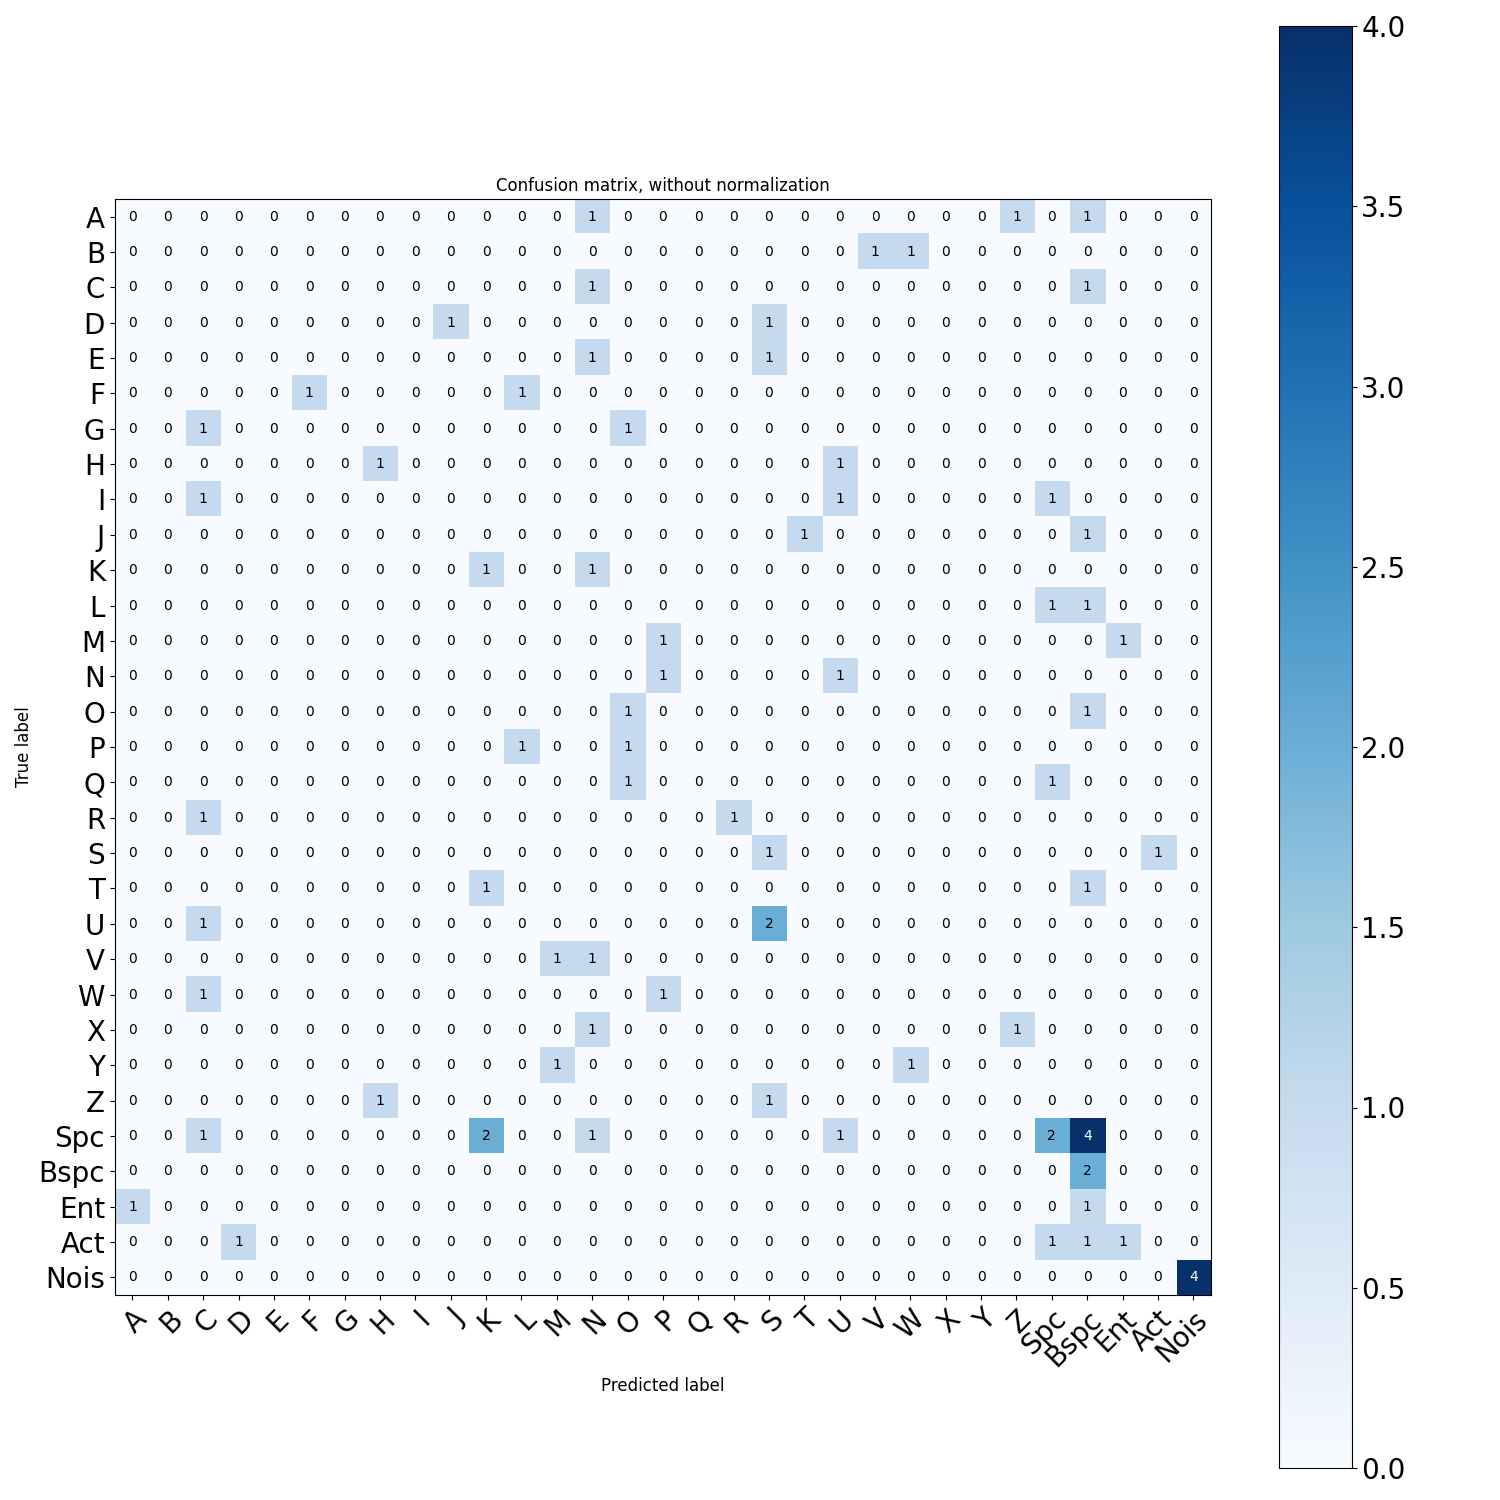 Confusion matrix, without normalization
A 0 0 0 0 0 0 0 0 0 0 0 0 0 1 0 0 0 0 0 0 0 0 0 0 0 1 0 1 0 0 0
B 0 0 0 0 0 0 0 0 0 0 0 0 0 0 0 0 0 0 0 0 0 1 1 0 0 0 0 0 0 0 0
C 0 0 0 0 0 0 0 0 0 0 0 0 0 1 0 0 0 0 0 0 0 0 0 0 0 0 0 1 0 0 0
D 0 0 0 0 0 0 0 0 0 1 0 0 0 0 0 0 0 0 1 0 0 0 0 0 0 0 0 0 0 0 0
E 0 0 0 0 0 0 0 0 0 0 0 0 0 1 0 0 0 0 1 0 0 0 0 0 0 0 0 0 0 0 0
F 0 0 0 0 0 1 0 0 0 0 0 1 0 0 0 0 0 0 0 0 0 0 0 0 0 0 0 0 0 0 0
G 0 0 1 0 0 0 0 0 0 0 0 0 0 0 1 0 0 0 0 0 0 0 0 0 0 0 0 0 0 0 0
H 0 0 0 0 0 0 0 1 0 0 0 0 0 0 0 0 0 0 0 0 1 0 0 0 0 0 0 0 0 0 0
I 0 0 1 0 0 0 0 0 0 0 0 0 0 0 0 0 0 0 0 0 1 0 0 0 0 0 1 0 0 0 0
J 0 0 0 0 0 0 0 0 0 0 0 0 0 0 0 0 0 0 0 1 0 0 0 0 0 0 0 1 0 0 0
K 0 0 0 0 0 0 0 0 0 0 1 0 0 1 0 0 0 0 0 0 0 0 0 0 0 0 0 0 0 0 0
L 0 0 0 0 0 0 0 0 0 0 0 0 0 0 0 0 0 0 0 0 0 0 0 0 0 0 1 1 0 0 0
M 0 0 0 0 0 0 0 0 0 0 0 0 0 0 0 1 0 0 0 0 0 0 0 0 0 0 0 0 1 0 0
N 0 0 0 0 0 0 0 0 0 0 0 0 0 0 0 1 0 0 0 0 1 0 0 0 0 0 0 0 0 0 0
O 0 0 0 0 0 0 0 0 0 0 0 0 0 0 1 0 0 0 0 0 0 0 0 0 0 0 0 1 0 0 0
P 0 0 0 0 0 0 0 0 0 0 0 1 0 0 1 0 0 0 0 0 0 0 0 0 0 0 0 0 0 0 0
Q 0 0 0 0 0 0 0 0 0 0 0 0 0 0 1 0 0 0 0 0 0 0 0 0 0 0 1 0 0 0 0
R 0 0 1 0 0 0 0 0 0 0 0 0 0 0 0 0 0 1 0 0 0 0 0 0 0 0 0 0 0 0 0
S 0 0 0 0 0 0 0 0 0 0 0 0 0 0 0 0 0 0 1 0 0 0 0 0 0 0 0 0 0 1 0
T 0 0 0 0 0 0 0 0 0 0 1 0 0 0 0 0 0 0 0 0 0 0 0 0 0 0 0 1 0 0 0
U 0 0 1 0 0 0 0 0 0 0 0 0 0 0 0 0 0 0 2 0 0 0 0 0 0 0 0 0 0 0 0
V 0 0 0 0 0 0 0 0 0 0 0 0 1 1 0 0 0 0 0 0 0 0 0 0 0 0 0 0 0 0 0
W 0 0 1 0 0 0 0 0 0 0 0 0 0 0 0 1 0 0 0 0 0 0 0 0 0 0 0 0 0 0 0
X 0 0 0 0 0 0 0 0 0 0 0 0 0 1 0 0 0 0 0 0 0 0 0 0 0 1 0 0 0 0 0
Y 0 0 0 0 0 0 0 0 0 0 0 0 1 0 0 0 0 0 0 0 0 0 1 0 0 0 0 0 0 0 0
Z 0 0 0 0 0 0 0 1 0 0 0 0 0 0 0 0 0 0 1 0 0 0 0 0 0 0 0 0 0 0 0
Spc 0 0 1 0 0 0 0 0 0 0 2 0 0 1 0 0 0 0 0 0 1 0 0 0 0 0 2 4 0 0 0
Bspc 0 0 0 0 0 0 0 0 0 0 0 0 0 0 0 0 0 0 0 0 0 0 0 0 0 0 0 2 0 0 0
Ent 1 0 0 0 0 0 0 0 0 0 0 0 0 0 0 0 0 0 0 0 0 0 0 0 0 0 0 1 0 0 0
Act 0 0 0 1 0 0 0 0 0 0 0 0 0 0 0 0 0 0 0 0 0 0 0 0 0 0 1 1 1 0 0
Nois 0 0 0 0 0 0 0 0 0 0 0 0 0 0 0 0 0 0 0 0 0 0 0 0 0 0 0 0 0 0 4
A B C D E F G H I J K L M N O P Q R S T U V W X Y Z Spc Bspc Ent Act Nois
Predicted label
True label
4.0
3.5
3.0
2.5
2.0
1.5
1.0
0.5
0.0